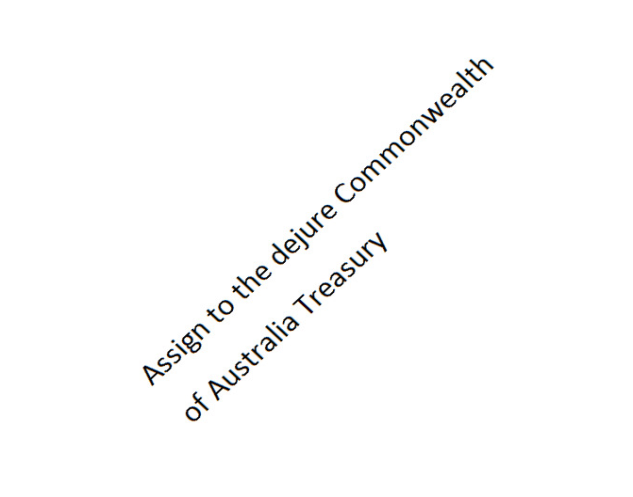 Assign to the dejure Commonwealth
of Australia Treasury